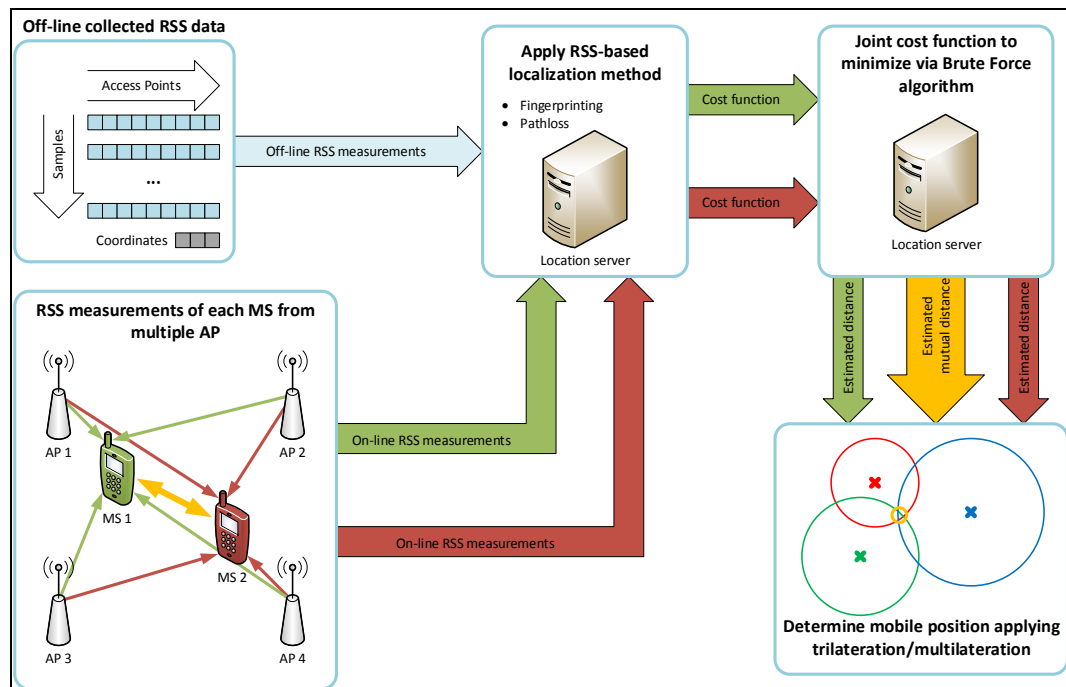 Off-line collected RSS data
Access Points
Samples
...
Coordinates
Off-line RSS measurements
Apply RSS-based
localization method
• Fingerprinting
• Pathloss
Location server
Cost function
Cost function
Joint cost function to
minimize via Brute Force
algorithm
Location server
RSS measurements of each MS from
multiple AP
AP 1
AP 2
MS 1
MS 2
AP 3
AP 4
On-line RSS measurements
On-line RSS measurements
Estimated distance
Estimated
mutual distance
Estimated distance
Determine mobile position applying
trilateration/multilateration